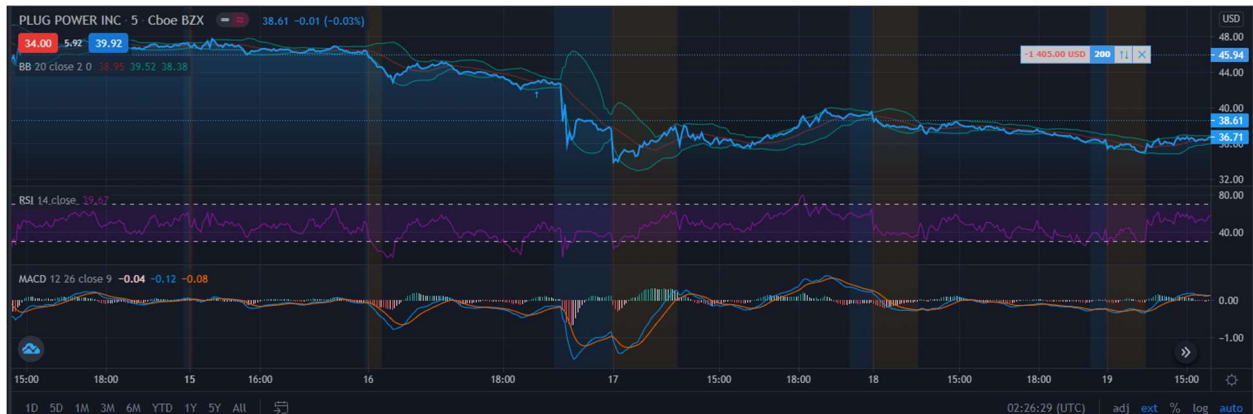 PLUG POWER INC · 5 · Cboe BZX 38.61 −0.01 (−0.03%)
34.00 5.92 39.92
BB 20 close 2 0 38.95 39.52 38.38
-1 405.00 USD 200
USD
48.00
45.94
44.00
40.00
38.61
36.71
36.00
32.00
RSI 14 close 39.67
80.00
40.00
MACD 12 26 close 9 −0.04 −0.12 −0.08
0.00
−1.00
15:00 18:00 15 16:00 16 18:00 17 15:00 18:00 18 15:00 18:00 19 15:00
1D 5D 1M 3M 6M YTD 1Y 5Y All 02:26:29 (UTC) adj ext % log auto